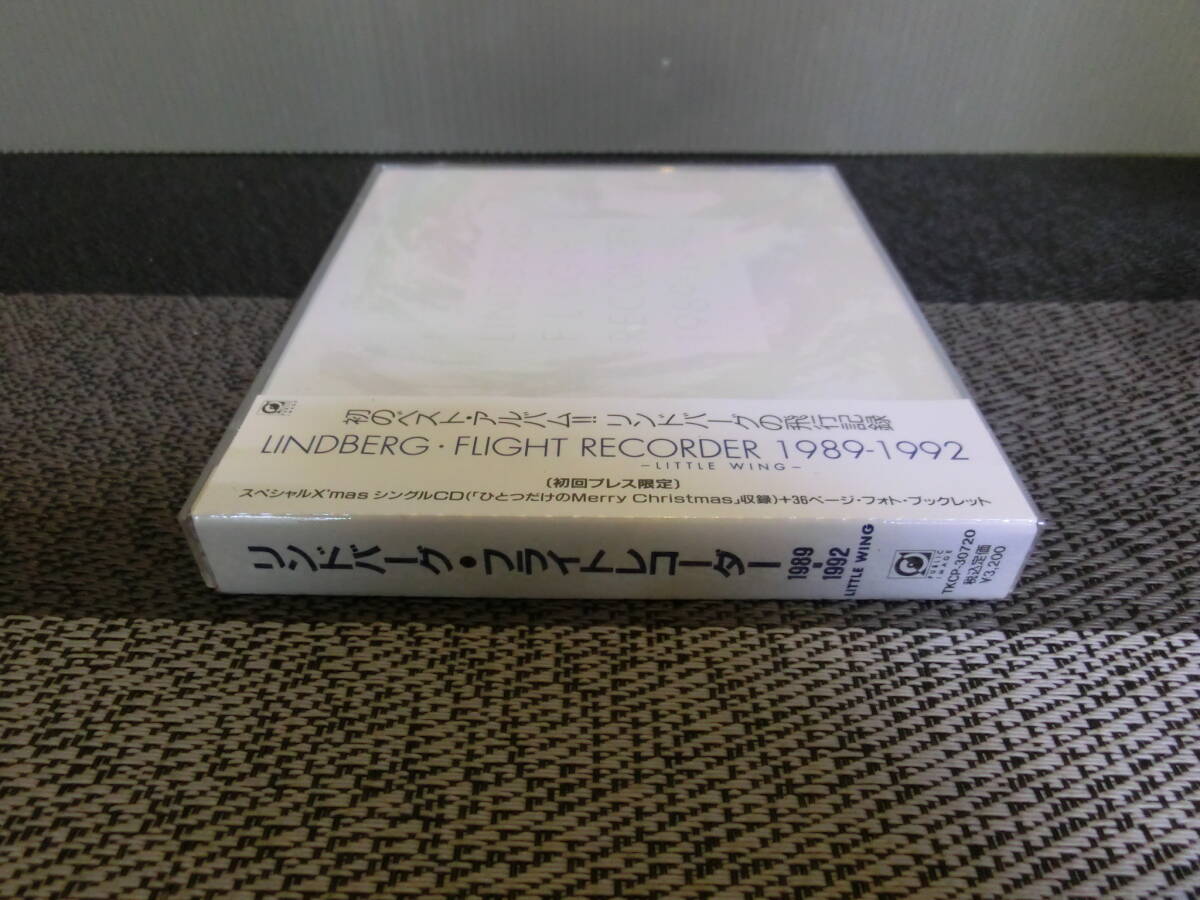 初のベスト・アルバム!! リンドバーグの飛行記録
LINDBERG・FLIGHT RECORDER 1989-1992
－LITTLE WING－
〔初回プレス限定〕
スペシャルX'mas シングルCD(「ひとつだけのMerry Christmas」収録)＋36ページ・フォト・ブックレット
リンドバーグ・フライトレコーダー 1989-1992 LITTLE WING
PUBLIC IMAGE
TKCP-30720
税込定価
¥3,200